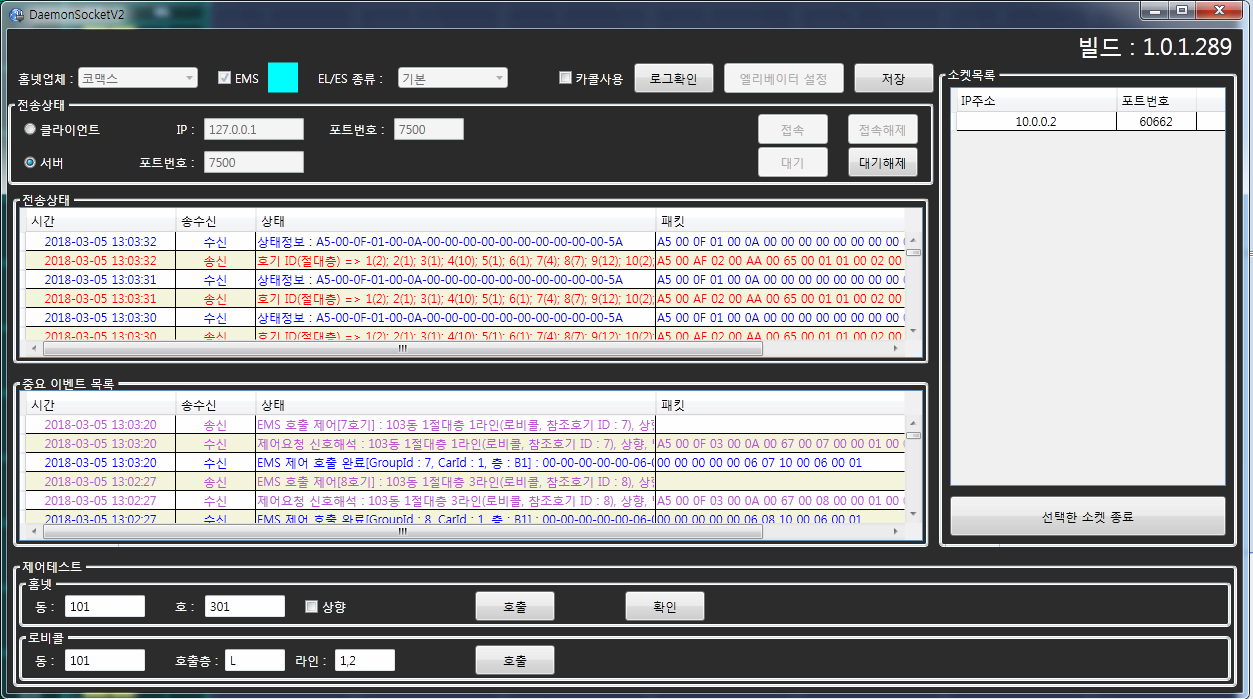 DaemonSocketV2
빌드 : 1.0.1.289
홈넷업체 : 코맥스 EMS EL/ES 종류 : 기본 카콜사용 로그확인 엘리베이터 설정 저장
전송상태
클라이언트 IP : 127.0.0.1 포트번호 : 7500 접속 접속해제
서버 포트번호 : 7500 대기 대기해제
전송상태
시간 송수신 상태 패킷
2018-03-05 13:03:32 수신 상태정보 : A5-00-0F-01-00-0A-00-00-00-00-00-00-00-00-00-5A A5 00 0F 01 00 0A 00 00 00 00 00 00 00 00
2018-03-05 13:03:32 송신 호기 ID(절대층) => 1(2); 2(1); 3(1); 4(10); 5(1); 6(1); 7(4); 8(7); 9(12); 10(2); A5 00 AF 02 00 AA 00 65 00 01 01 00 02 00
2018-03-05 13:03:31 수신 상태정보 : A5-00-0F-01-00-0A-00-00-00-00-00-00-00-00-00-5A A5 00 0F 01 00 0A 00 00 00 00 00 00 00 00
2018-03-05 13:03:31 송신 호기 ID(절대층) => 1(2); 2(1); 3(1); 4(10); 5(1); 6(1); 7(4); 8(7); 9(12); 10(2); A5 00 AF 02 00 AA 00 65 00 01 01 00 02 00
2018-03-05 13:03:30 수신 상태정보 : A5-00-0F-01-00-0A-00-00-00-00-00-00-00-00-00-5A A5 00 0F 01 00 0A 00 00 00 00 00 00 00 00
2018-03-05 13:03:30 송신 호기 ID(절대층) => 1(2); 2(1); 3(1); 4(10); 5(1); 6(1); 7(4); 8(7); 9(12); 10(2); A5 00 AF 02 00 AA 00 65 00 01 01 00 02 00
중요 이벤트 목록
시간 송수신 상태 패킷
2018-03-05 13:03:20 송신 EMS 호출 제어[7호기] : 103동 1절대층 1라인(로비콜, 참조호기 ID : 7), 상향
2018-03-05 13:03:20 수신 제어요청 신호해석 : 103동 1절대층 1라인(로비콜, 참조호기 ID : 7), 상향, A5 00 0F 03 00 0A 00 67 00 07 00 00 01 00
2018-03-05 13:03:20 수신 EMS 제어 호출 완료[GroupId : 7, CarId : 1, 층 : B1] : 00-00-00-00-00-06- 00 00 00 00 00 06 07 10 00 06 00 01
2018-03-05 13:02:27 송신 EMS 호출 제어[8호기] : 103동 1절대층 3라인(로비콜, 참조호기 ID : 8), 상향
2018-03-05 13:02:27 수신 제어요청 신호해석 : 103동 1절대층 3라인(로비콜, 참조호기 ID : 8), 상향, A5 00 0F 03 00 0A 00 67 00 08 00 00 01 00
2018-03-05 13:02:27 수신 EMS 제어 호출 완료[GroupId : 8, CarId : 1, 층 : B1] : 00-00-00-00-00-06- 00 00 00 00 00 06 08 10 00 06 00 01
소켓목록
IP주소 포트번호
10.0.0.2 60662
선택한 소켓 종료
제어테스트
홈넷
동 : 101 호 : 301 상향 호출 확인
로비콜
동 : 101 호출층 : L 라인 : 1,2 호출